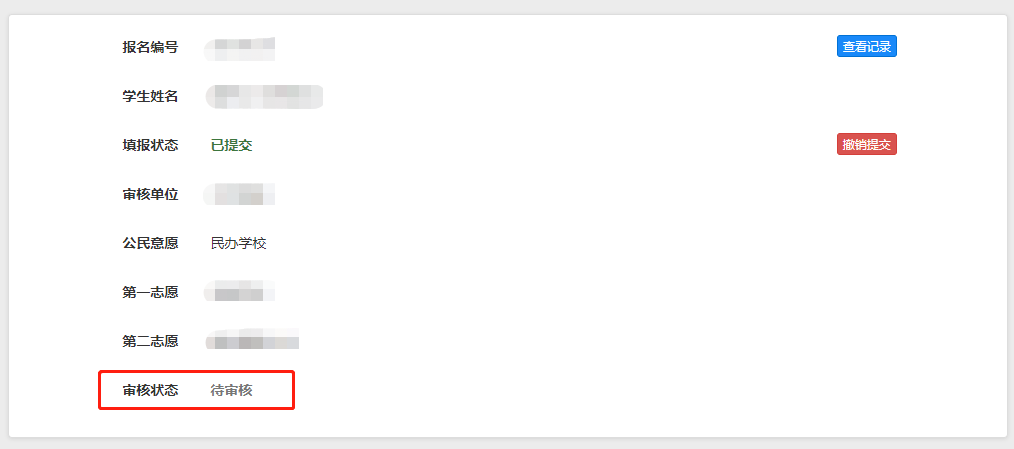 报名编号 查看记录
学生姓名
填报状态 已提交 撤销提交
审核单位
公民意愿 民办学校
第一志愿
第二志愿
审核状态 待审核